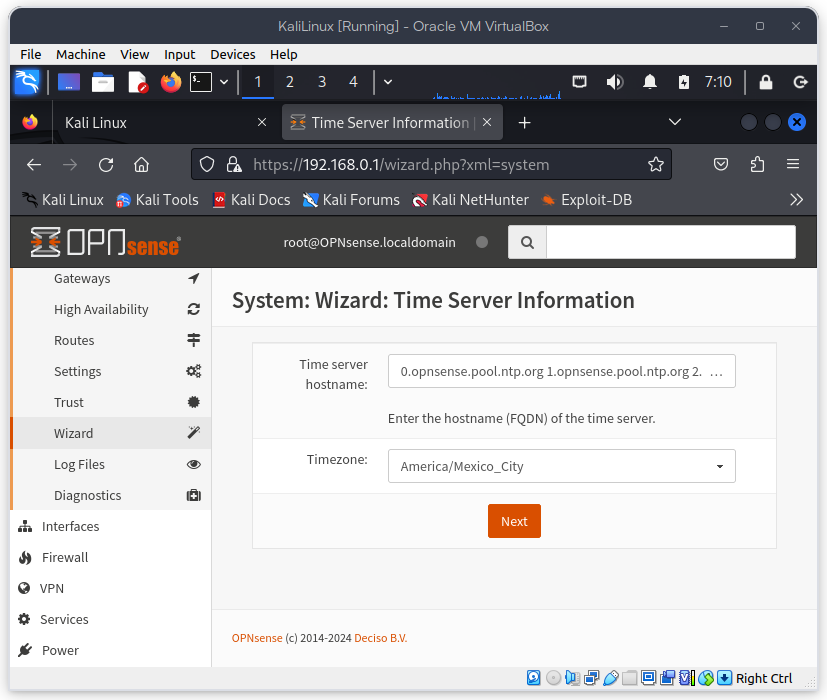 KaliLinux [Running] - Oracle VM VirtualBox
File Machine View Input Devices Help
1 2 3 4 7:10
Kali Linux
Time Server Information |
https://192.168.0.1/wizard.php?xml=system
Kali Linux Kali Tools Kali Docs Kali Forums Kali NetHunter Exploit-DB
OPNsense
root@OPNsense.localdomain
Gateways
High Availability
Routes
Settings
Trust
Wizard
Log Files
Diagnostics
Interfaces
Firewall
VPN
Services
Power
System: Wizard: Time Server Information
Time server
hostname:
0.opnsense.pool.ntp.org 1.opnsense.pool.ntp.org 2. ...
Enter the hostname (FQDN) of the time server.
Timezone:
America/Mexico_City
Next
OPNsense (c) 2014-2024 Deciso B.V.
Right Ctrl